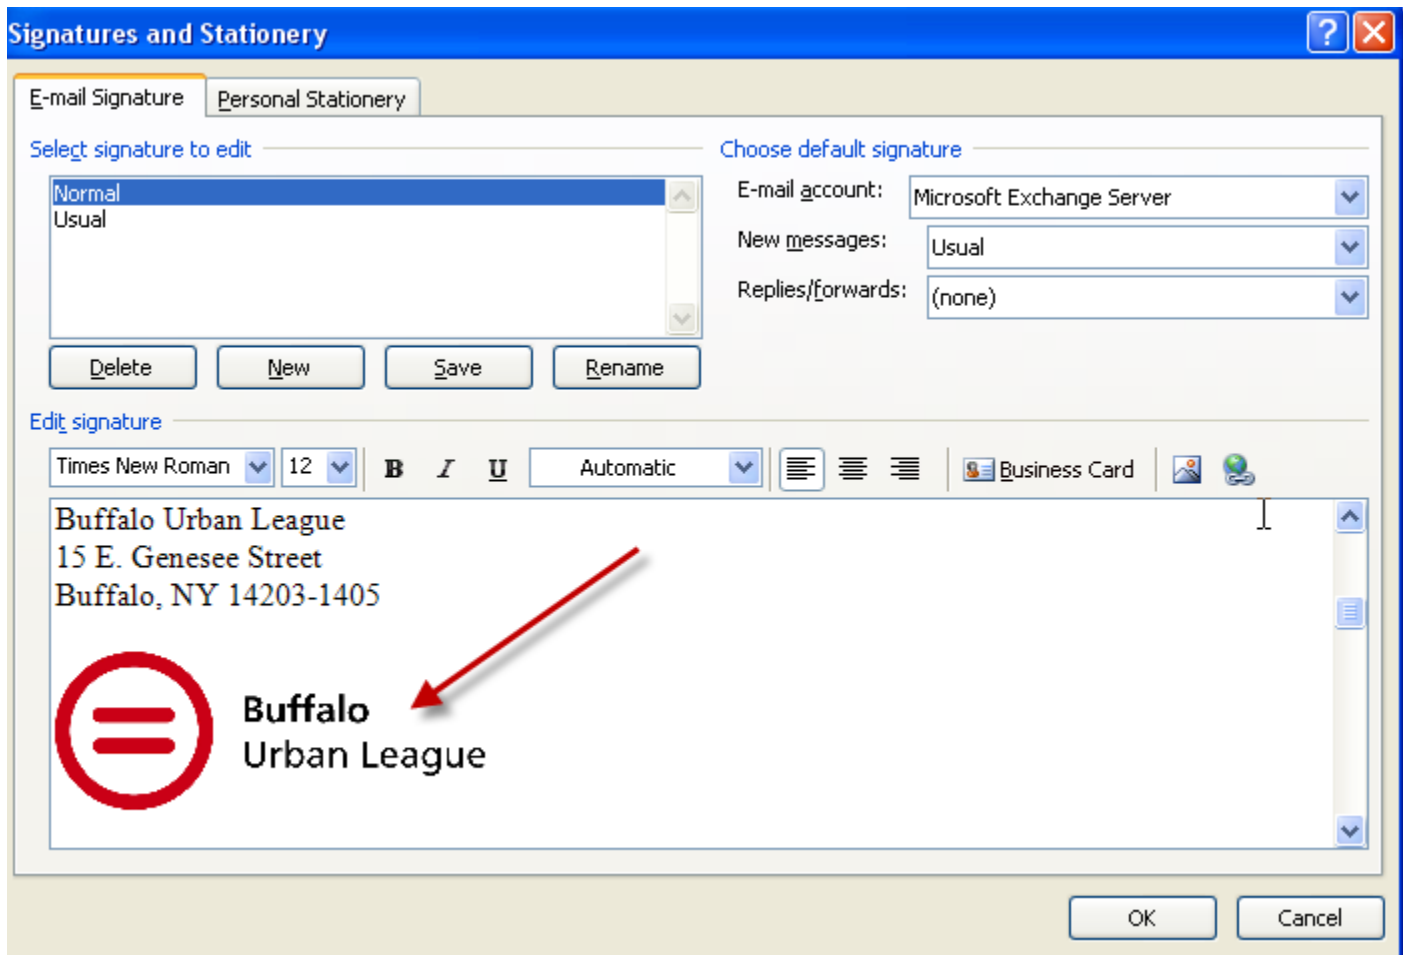 Signatures and Stationery
?
E-mail Signature
Personal Stationery
Select signature to edit
Choose default signature
Normal
Usual
E-mail account:
Microsoft Exchange Server
New messages:
Usual
Replies/forwards:
(none)
Delete
New
Save
Rename
Edit signature
Times New Roman
12
B
I
U
Automatic
Business Card
Buffalo Urban League
15 E. Genesee Street
Buffalo, NY 14203-1405
Buffalo
Urban League
OK
Cancel